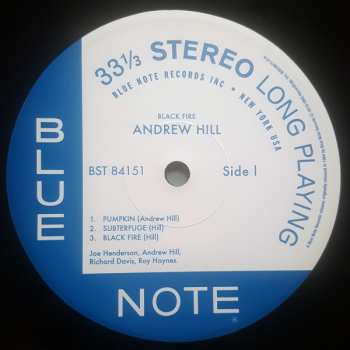 33⅓ STEREO LONG PLAYING
BLUE NOTE RECORDS INC • NEW YORK USA
BLACK FIRE
ANDREW HILL
BST 84151 Side 1
1. PUMPKIN (Andrew Hill)
2. SUBTERFUGE (Hill)
3. BLACK FIRE (Hill)
Joe Henderson, Andrew Hill,
Richard Davis, Roy Haynes.
BLUE
NOTE